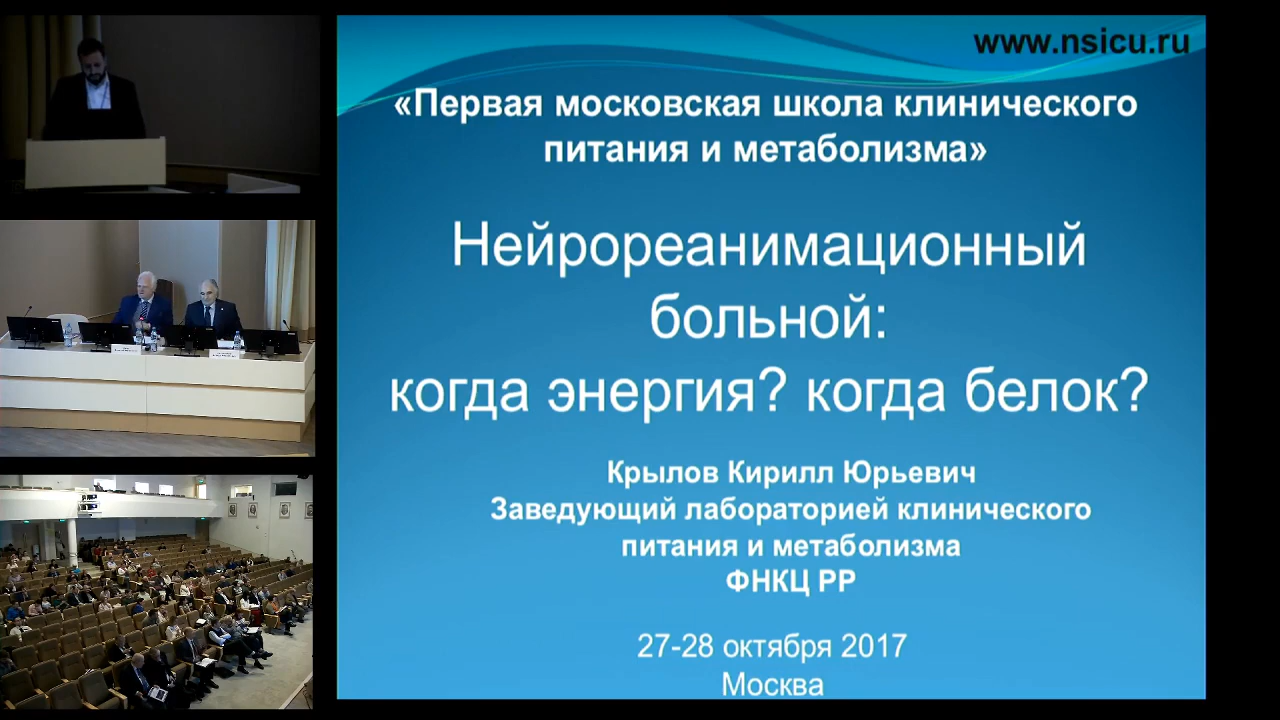 www.nsicu.ru
«Первая московская школа клинического
питания и метаболизма»
Нейрореанимационный
больной:
когда энергия? когда белок?
Крылов Кирилл Юрьевич
Заведующий лабораторией клинического
питания и метаболизма
ФНКЦ РР
27-28 октября 2017
Москва